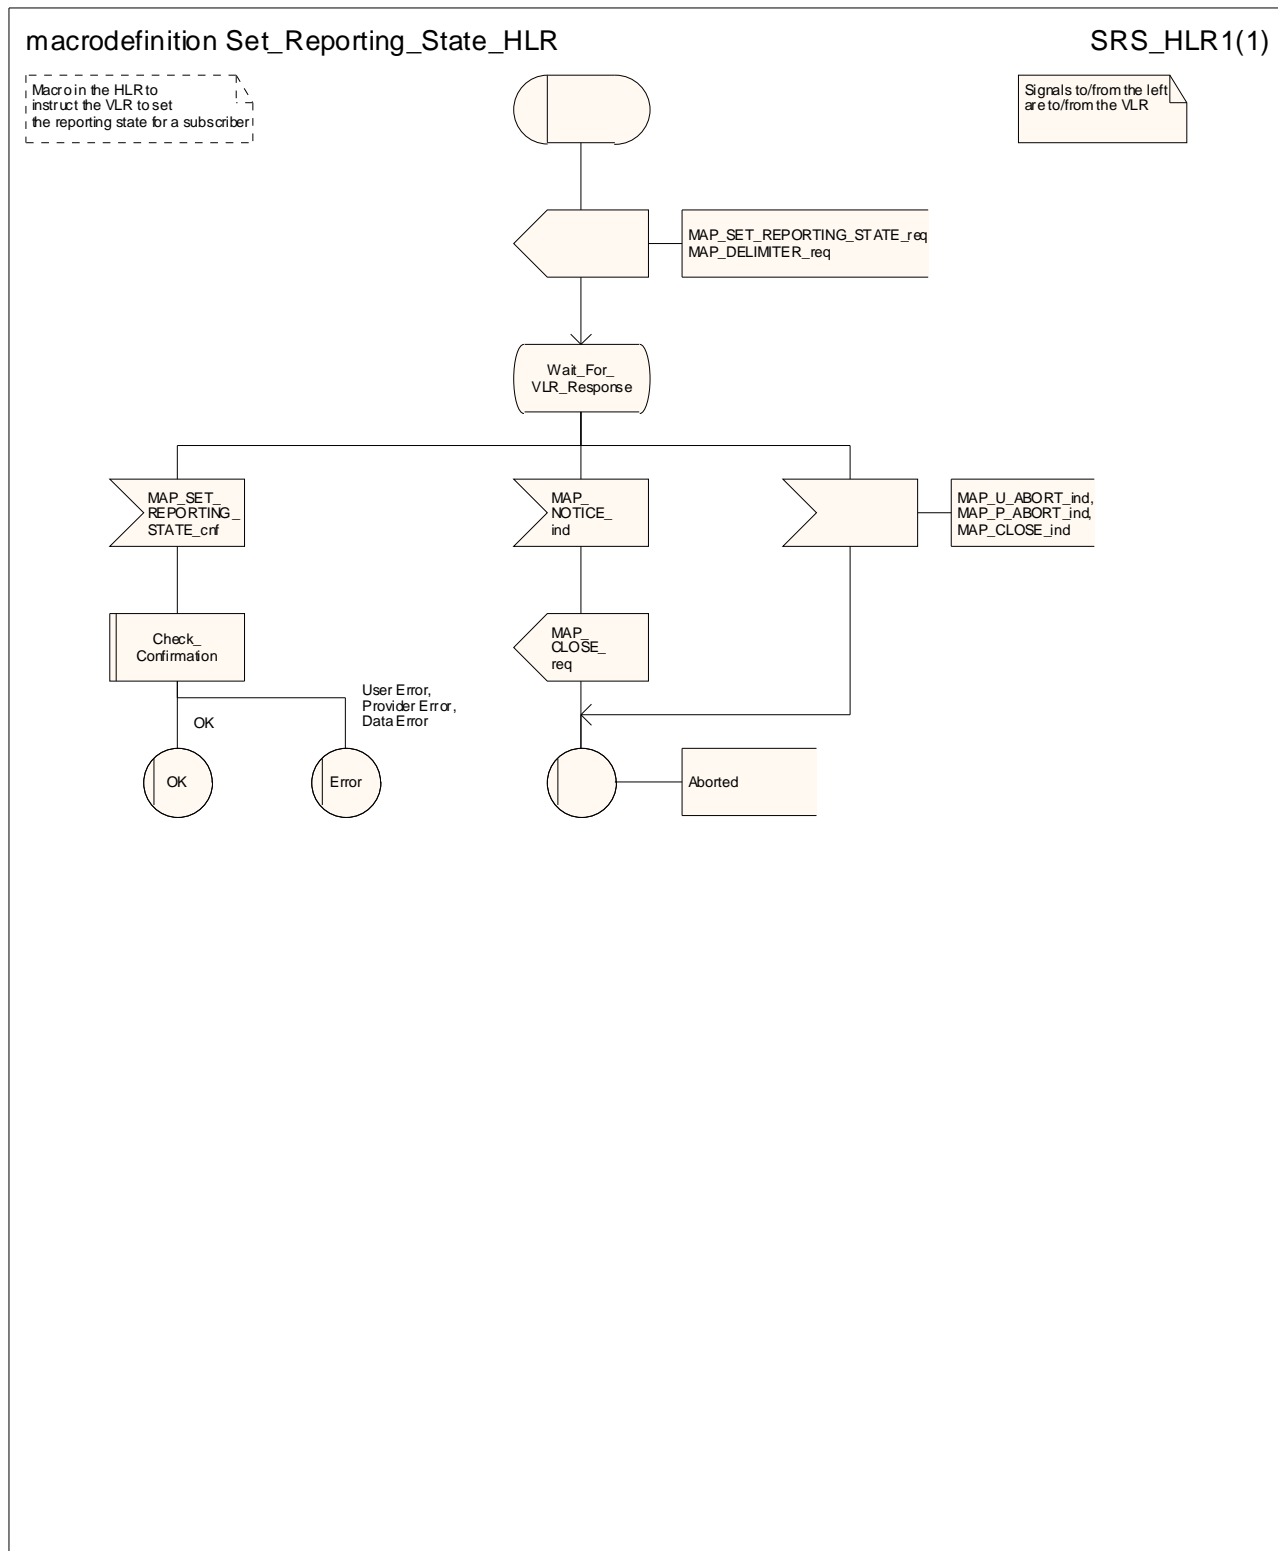 macrodefinition Set_Reporting_State_HLR
SRS_HLR1(1)
Macro in the HLR to
instruct the VLR to set
the reporting state for a subscriber
Signals to/from the left
are to/from the VLR
MAP_SET_REPORTING_STATE_req
MAP_DELIMITER_req
Wait_For_
VLR_Response
MAP_SET_
REPORTING_
STATE_cnf
MAP_
NOTICE_
ind
MAP_U_ABORT_ind,
MAP_P_ABORT_ind,
MAP_CLOSE_ind
Check_
Confirmation
MAP_
CLOSE_
req
User Error,
Provider Error,
Data Error
OK
OK
Error
Aborted